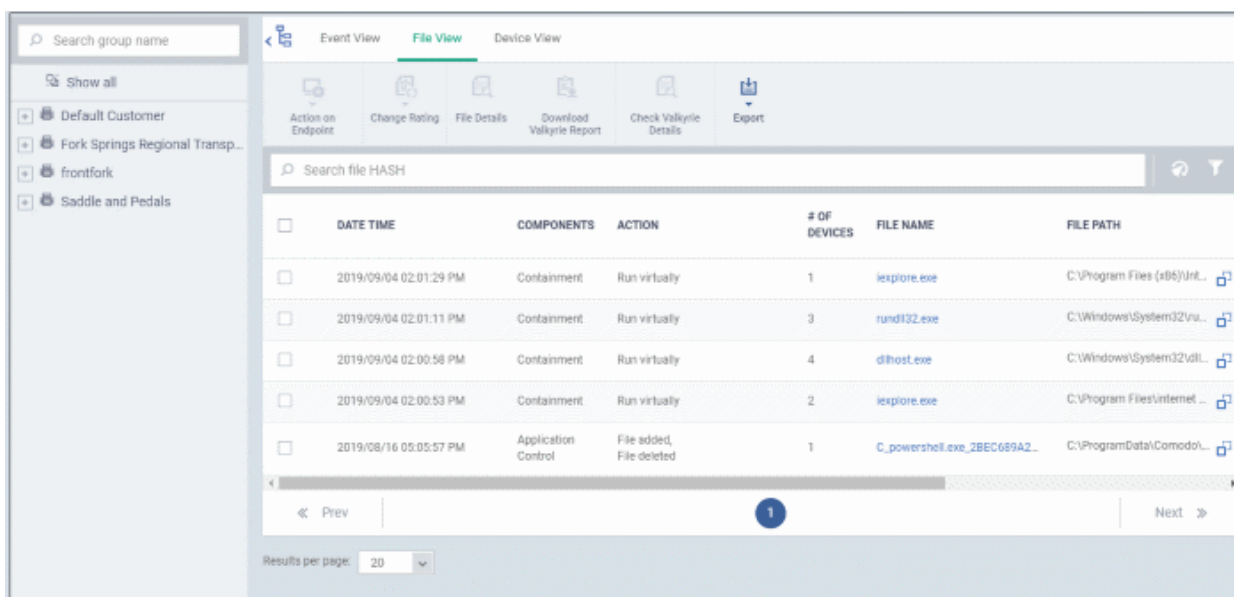 Search group name
Show all
Default Customer
Fork Springs Regional Transp...
frontfork
Saddle and Pedals
Event View
File View
Device View
Action on
Endpoint
Change Rating
File Details
Download
Valkyrie Report
Check Valkyrie
Details
Export
Search file HASH
DATE TIME COMPONENTS ACTION # OF DEVICES FILE NAME FILE PATH
2019/09/04 02:01:29 PM Containment Run virtually 1 iexplore.exe C:\Program Files (x86)\Int...
2019/09/04 02:01:11 PM Containment Run virtually 3 rundll32.exe C:\Windows\System32\ru...
2019/09/04 02:00:58 PM Containment Run virtually 4 dllhost.exe C:\Windows\System32\dll...
2019/09/04 02:00:53 PM Containment Run virtually 2 iexplore.exe C:\Program Files\internet ...
2019/08/16 05:05:57 PM Application Control File added, File deleted 1 C_powershell.exe_2BEC689A2... C:\ProgramData\Comodo\...
Prev
1
Next
Results per page: 20